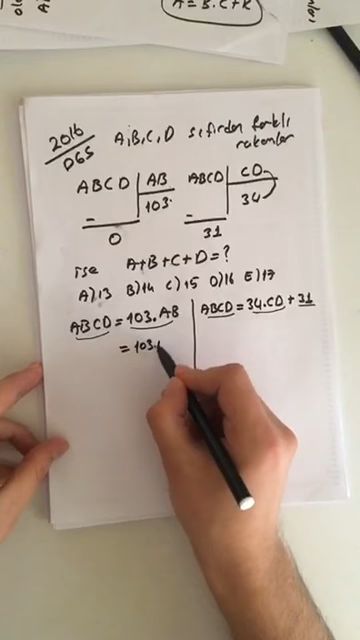 A = B.C+K
2016
DGS
A,B,C,D sıfırdan farklı
rakamlar
ABCD | AB
103
-
0
ABCD | CD
34
-
31
ise A+B+C+D=?
A)13 B)14 C)15 D)16 E)17
ABCD = 103.AB
= 103.
ABCD = 34.CD + 31